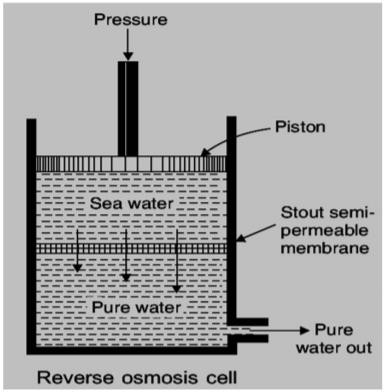 Pressure
Piston
Sea water
Stout semi-
permeable
membrane
Pure water
Pure
water out
Reverse osmosis cell